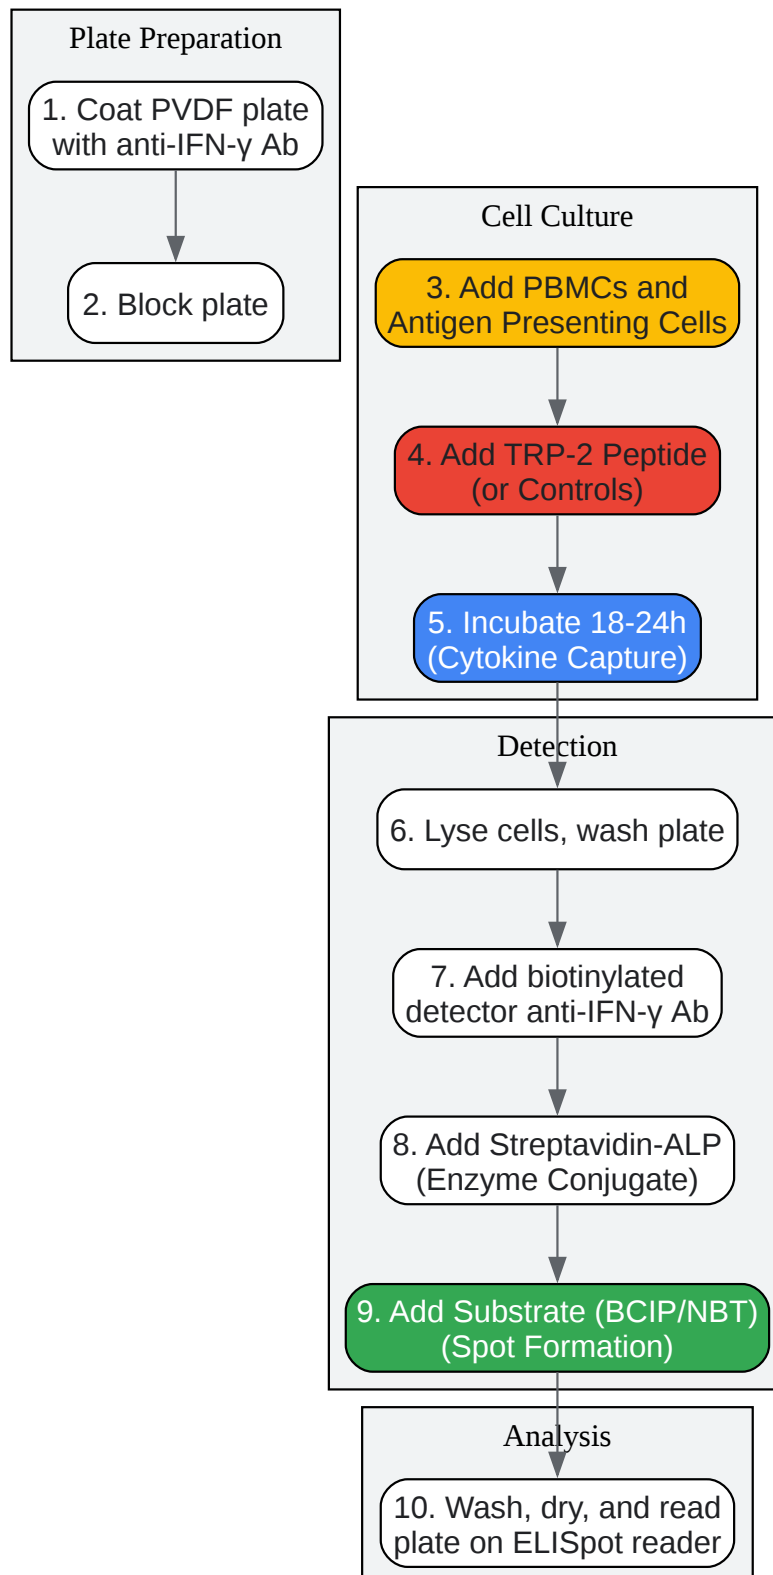 Plate Preparation
1. Coat PVDF plate
with anti-IFN-γ Ab
2. Block plate
Cell Culture
3. Add PBMCs and
Antigen Presenting Cells
4. Add TRP-2 Peptide
(or Controls)
5. Incubate 18-24h
(Cytokine Capture)
Detection
6. Lyse cells, wash plate
7. Add biotinylated
detector anti-IFN-γ Ab
8. Add Streptavidin-ALP
(Enzyme Conjugate)
9. Add Substrate (BCIP/NBT)
(Spot Formation)
Analysis
10. Wash, dry, and read
plate on ELISpot reader